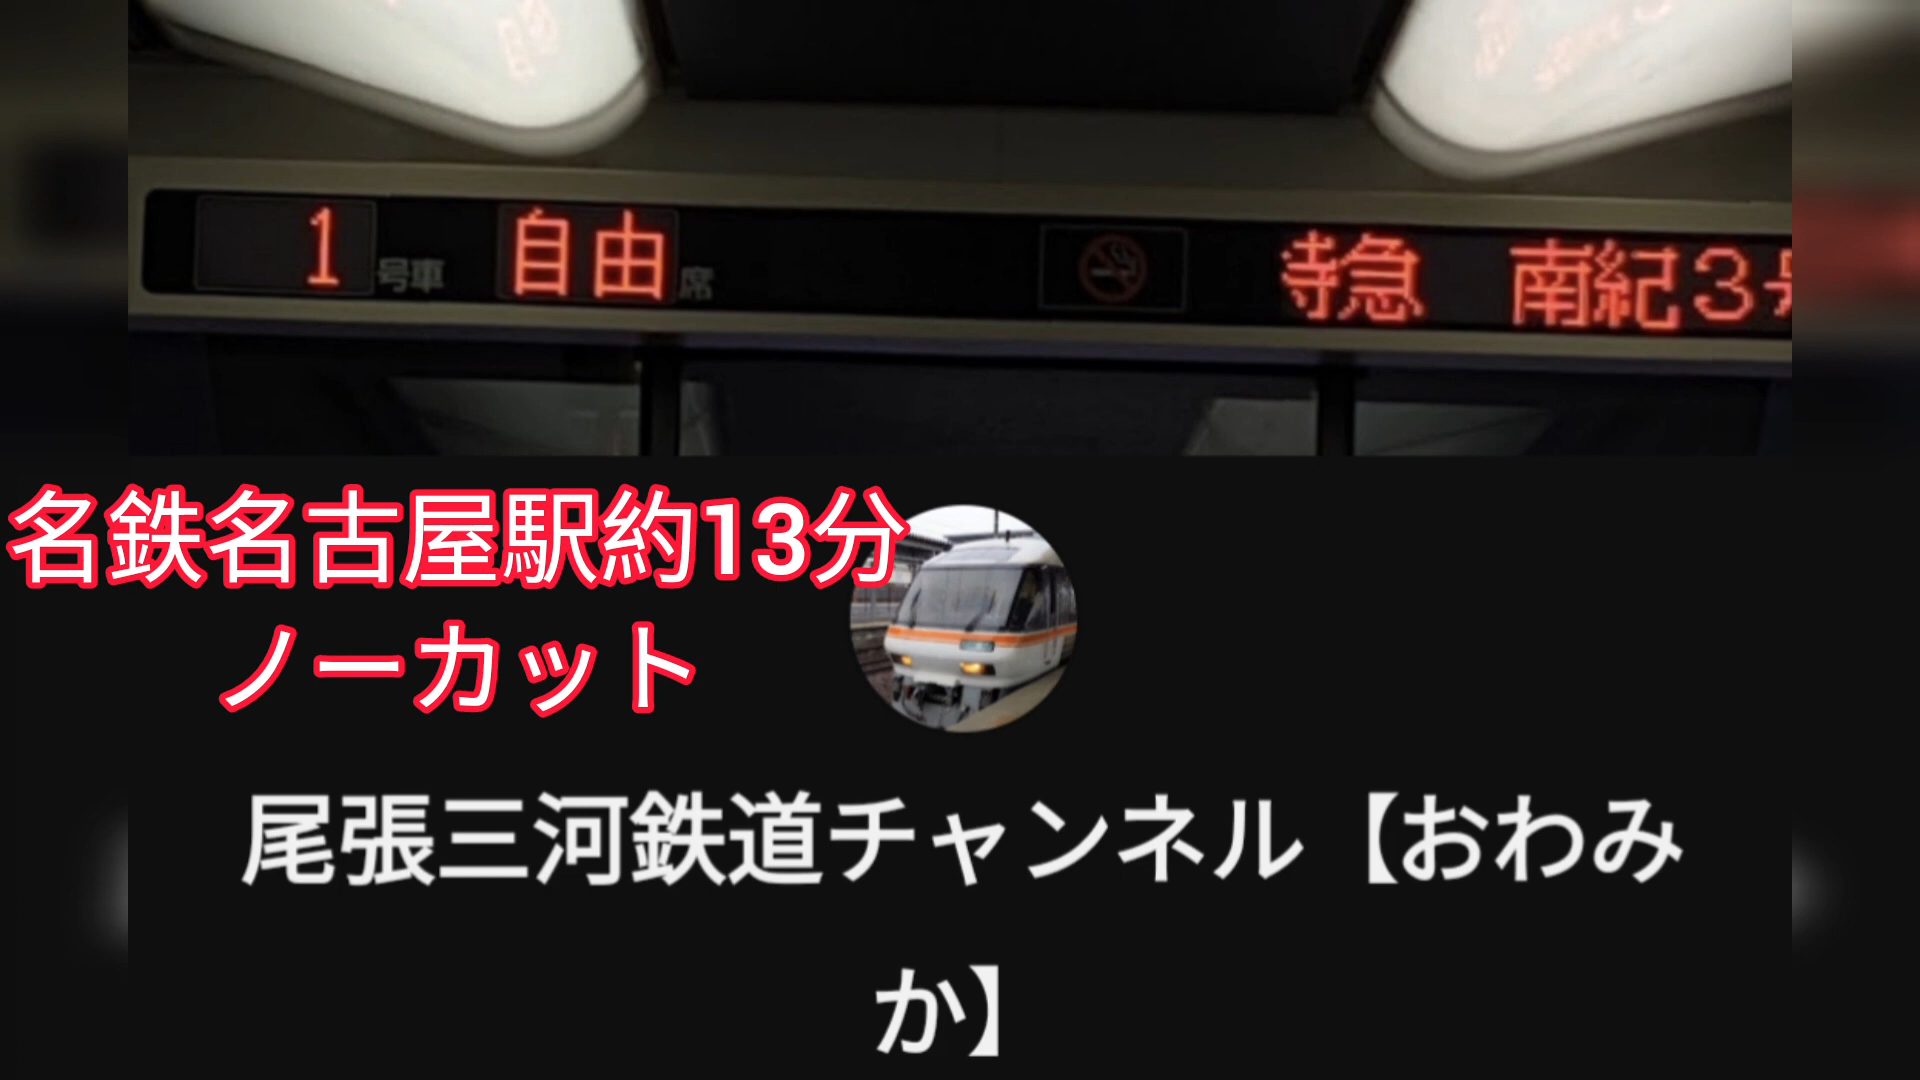 1号車 自由席 特急 南紀3号
名鉄名古屋駅約13分
ノーカット
尾張三河鉄道チャンネル【おわみ
か】